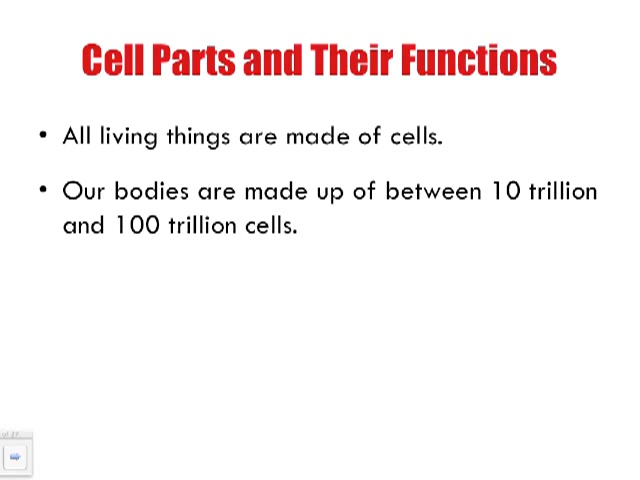 Cell Parts and Their Functions
• All living things are made of cells.
• Our bodies are made up of between 10 trillion
and 100 trillion cells.